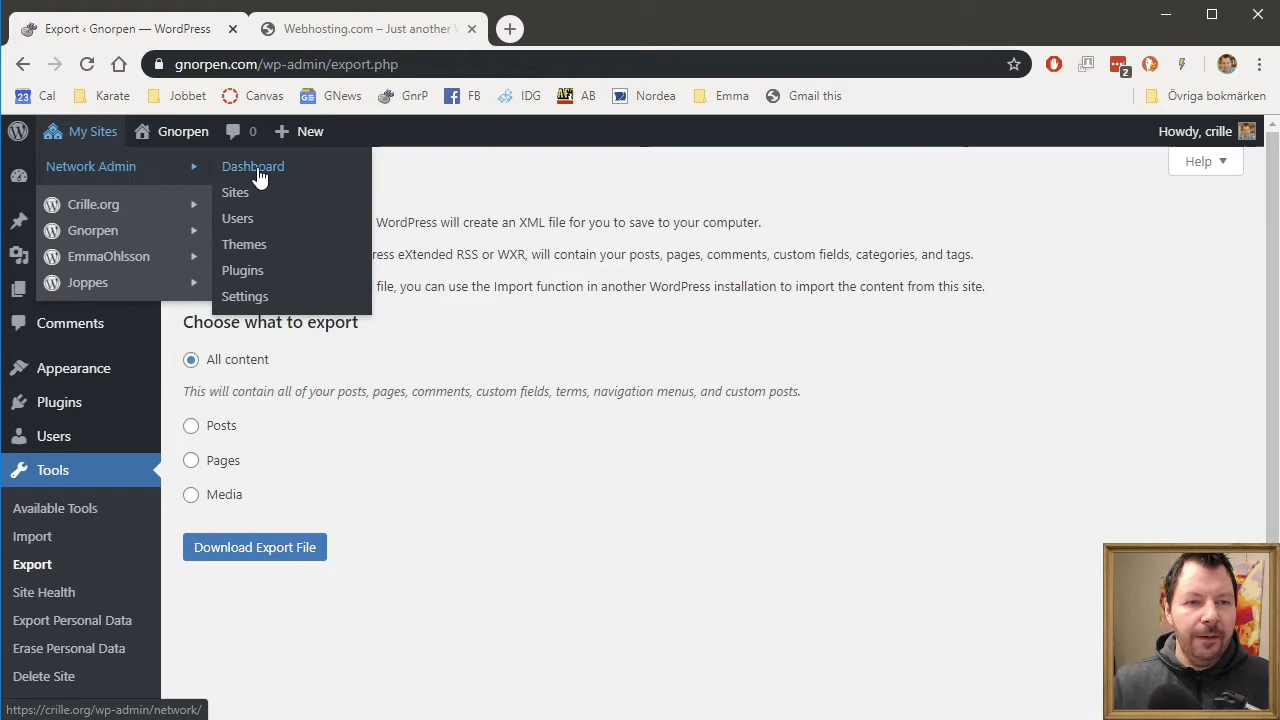 Export ‹ Gnorpen — WordPress
Webhosting.com – Just another W
gnorpen.com/wp-admin/export.php
2
23 Cal
Karate
Jobbet
Canvas
GNews
GnrP
FB
IDG
AB
Nordea
Emma
Gmail this
Övriga bokmärken
My Sites
Gnorpen
0
New
Howdy, crille
Network Admin
Crille.org
Gnorpen
EmmaOhlsson
Joppes
Dashboard
Sites
Users
Themes
Plugins
Settings
Help
WordPress will create an XML file for you to save to your computer.
ress eXtended RSS or WXR, will contain your posts, pages, comments, custom fields, categories, and tags.
file, you can use the Import function in another WordPress installation to import the content from this site.
Comments
Appearance
Plugins
Users
Tools
Available Tools
Import
Export
Site Health
Export Personal Data
Erase Personal Data
Delete Site
Choose what to export
All content
This will contain all of your posts, pages, comments, custom fields, terms, navigation menus, and custom posts.
Posts
Pages
Media
Download Export File
https://crille.org/wp-admin/network/